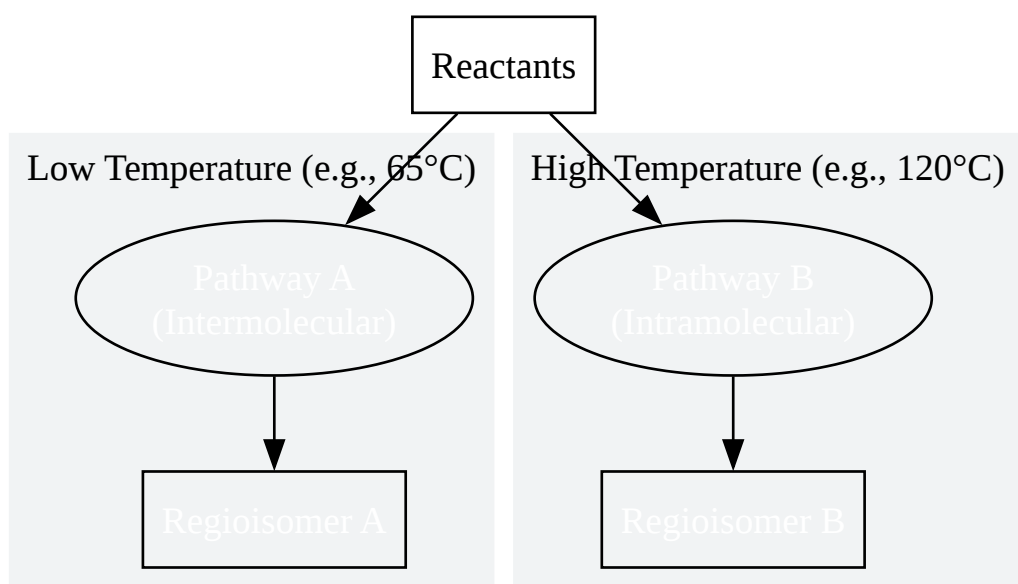 Reactants
Low Temperature (e.g., 65°C)
High Temperature (e.g., 120°C)
Pathway A
(Intermolecular)
Pathway B
(Intramolecular)
Regioisomer A
Regioisomer B